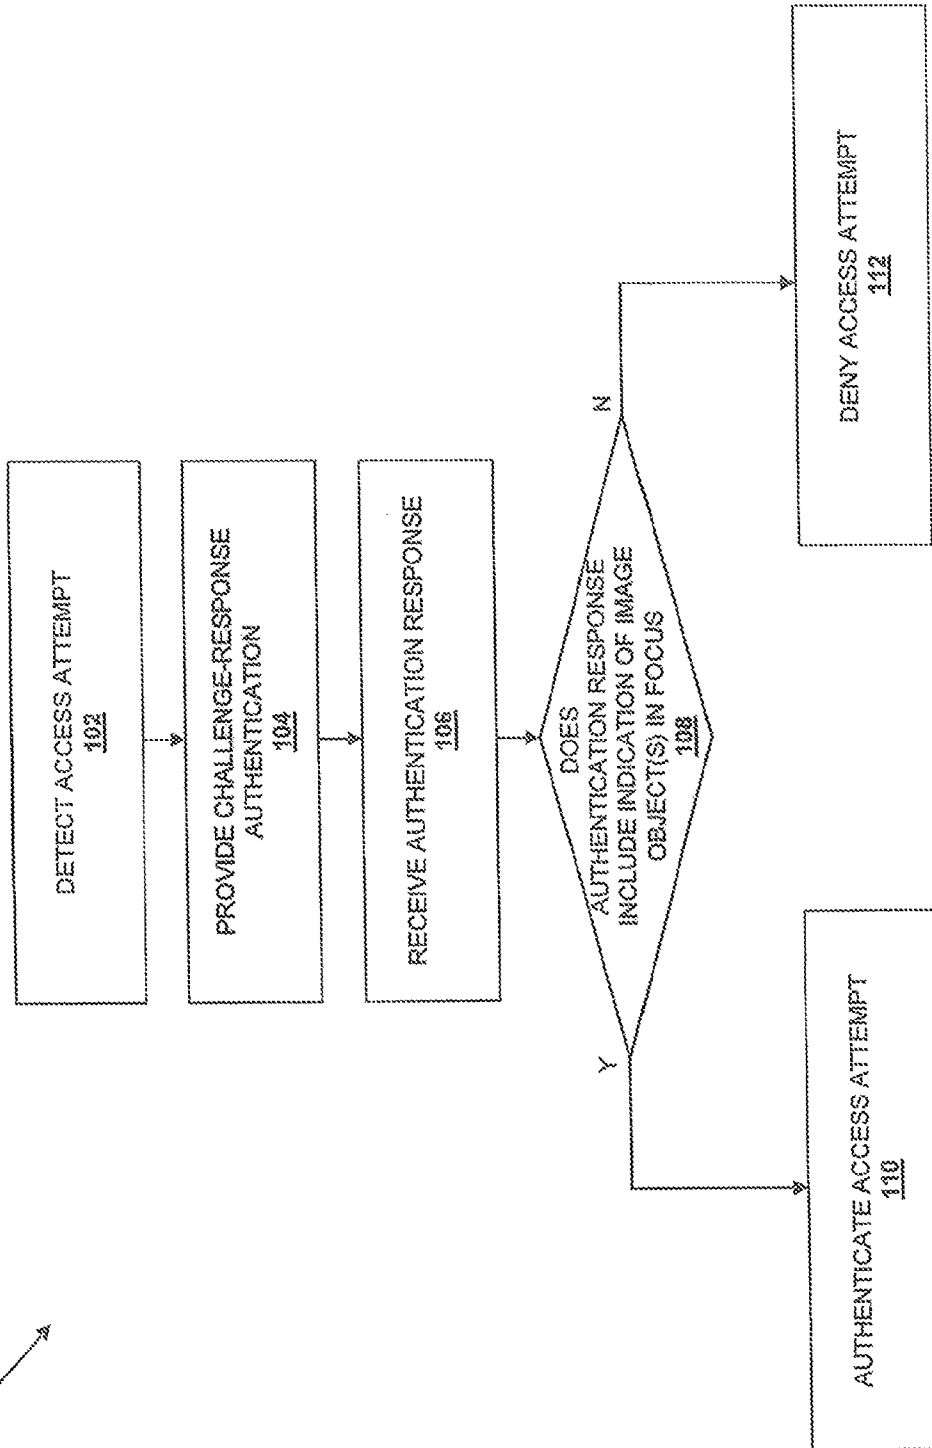 DETECT ACCESS ATTEMPT
102
PROVIDE CHALLENGE-RESPONSE
AUTHENTICATION
104
RECEIVE AUTHENTICATION RESPONSE
106
DOES
AUTHENTICATION RESPONSE
INCLUDE INDICATION OF IMAGE
OBJECT(S) IN FOCUS
108
Y
N
AUTHENTICATE ACCESS ATTEMPT
110
DENY ACCESS ATTEMPT
112